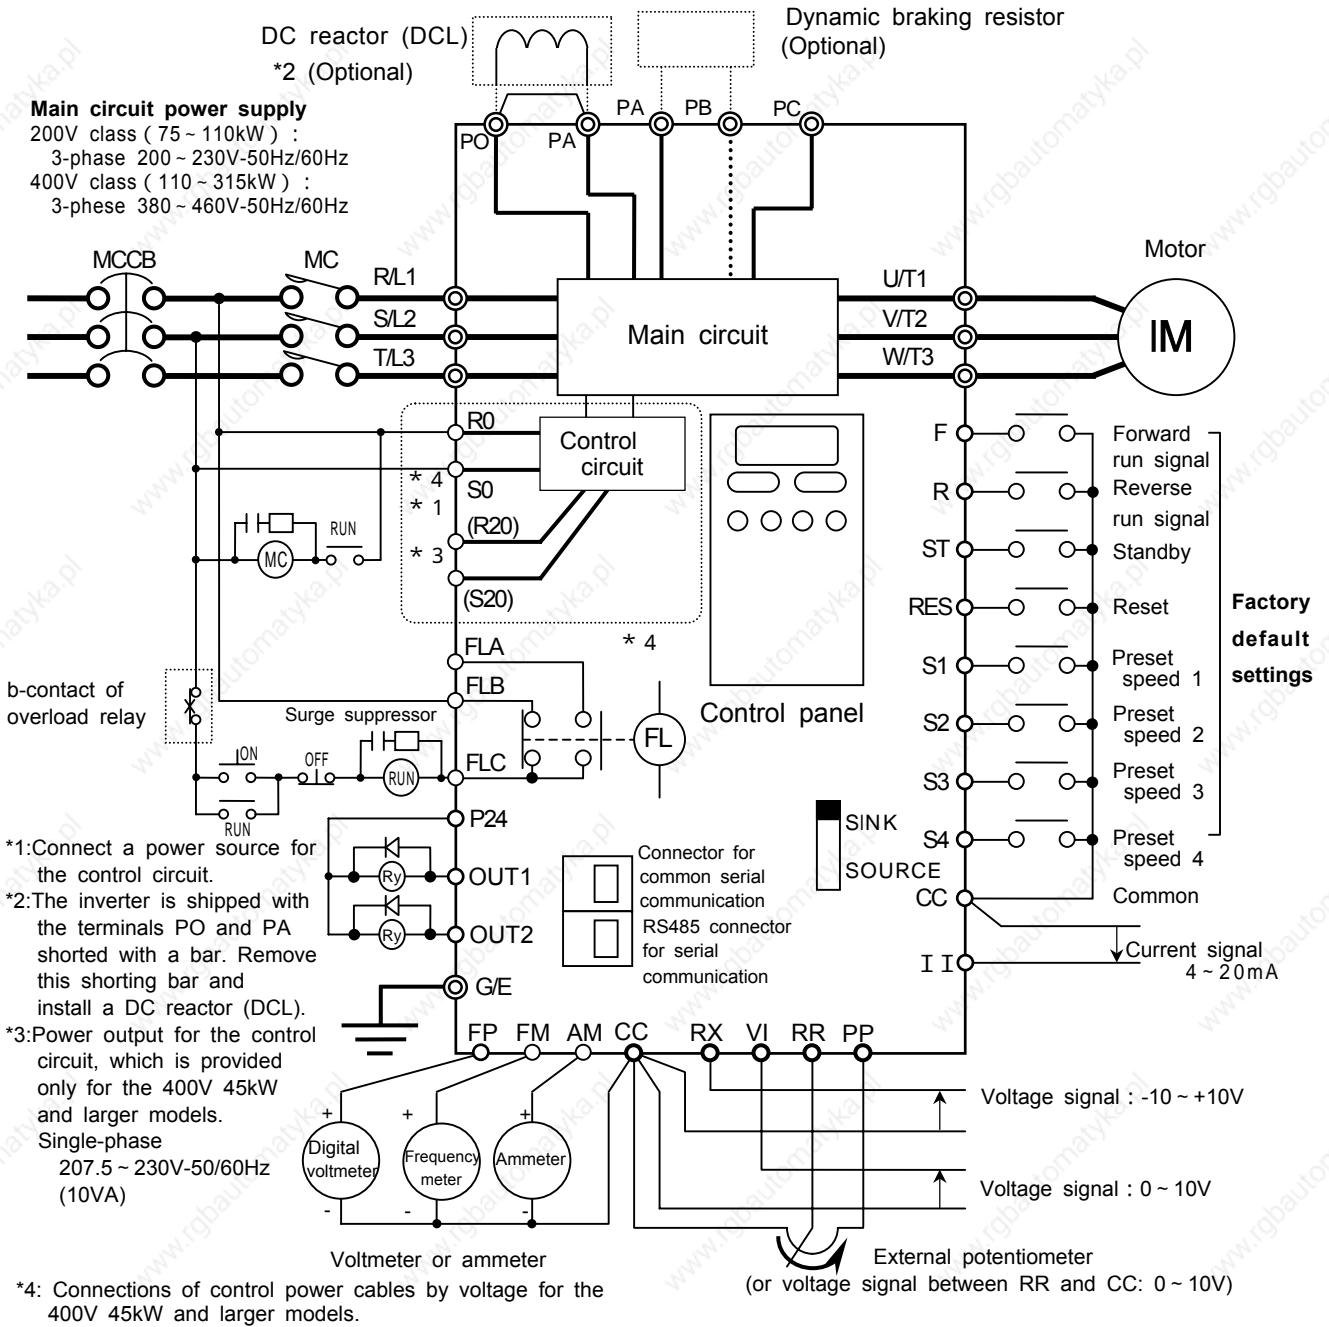 DC reactor (DCL)
*2 (Optional)
Dynamic braking resistor
(Optional)
Main circuit power supply
200V class ( 75 ~ 110kW ) :
3-phase 200 ~ 230V-50Hz/60Hz
400V class ( 110 ~ 315kW ) :
3-phese 380 ~ 460V-50Hz/60Hz
PO
PA
PA
PB
PC
MCCB
MC
R/L1
S/L2
T/L3
Main circuit
U/T1
V/T2
W/T3
Motor
IM
R0
S0
(R20)
(S20)
* 4
* 1
* 3
* 4
Control
circuit
MC
RUN
FLA
FLB
FLC
FL
b-contact of
overload relay
Surge suppressor
ON
OFF
RUN
RUN
Control panel
F
Forward
run signal
R
Reverse
run signal
ST
Standby
RES
Reset
S1
Preset
speed 1
S2
Preset
speed 2
S3
Preset
speed 3
S4
Preset
speed 4
CC
Common
Factory
default
settings
II
Current signal
4 ~ 20mA
P24
OUT1
Ry
OUT2
Ry
G/E
SINK
SOURCE
Connector for
common serial
communication
RS485 connector
for serial
communication
*1:Connect a power source for
the control circuit.
*2:The inverter is shipped with
the terminals PO and PA
shorted with a bar. Remove
this shorting bar and
install a DC reactor (DCL).
*3:Power output for the control
circuit, which is provided
only for the 400V 45kW
and larger models.
Single-phase
207.5 ~ 230V-50/60Hz
(10VA)
FP
FM
AM
CC
RX
VI
RR
PP
+
+
+
Digital
voltmeter
Frequency
meter
Ammeter
-
-
-
Voltage signal : -10 ~ +10V
Voltage signal : 0 ~ 10V
Voltmeter or ammeter
External potentiometer
(or voltage signal between RR and CC: 0 ~ 10V)
*4: Connections of control power cables by voltage for the
400V 45kW and larger models.
www.rgbautomatyka.pl